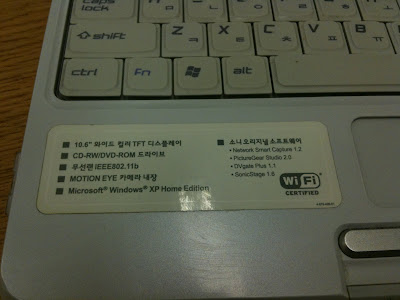 caps lock
shift
Z ㅋ
X ㅌ
C ㅊ
V ㅍ
ctrl
Fn
alt
10.6" 와이드 컬러 TFT 디스플레이
CD-RW/DVD-ROM 드라이브
무선랜 IEEE802.11b
MOTION EYE 카메라 내장
Microsoft® Windows® XP Home Edition
소니 오리지널 소프트웨어
• Network Smart Capture 1.2
• PictureGear Studio 2.0
• DVgate Plus 1.1
• SonicStage 1.6
Wi Fi
CERTIFIED